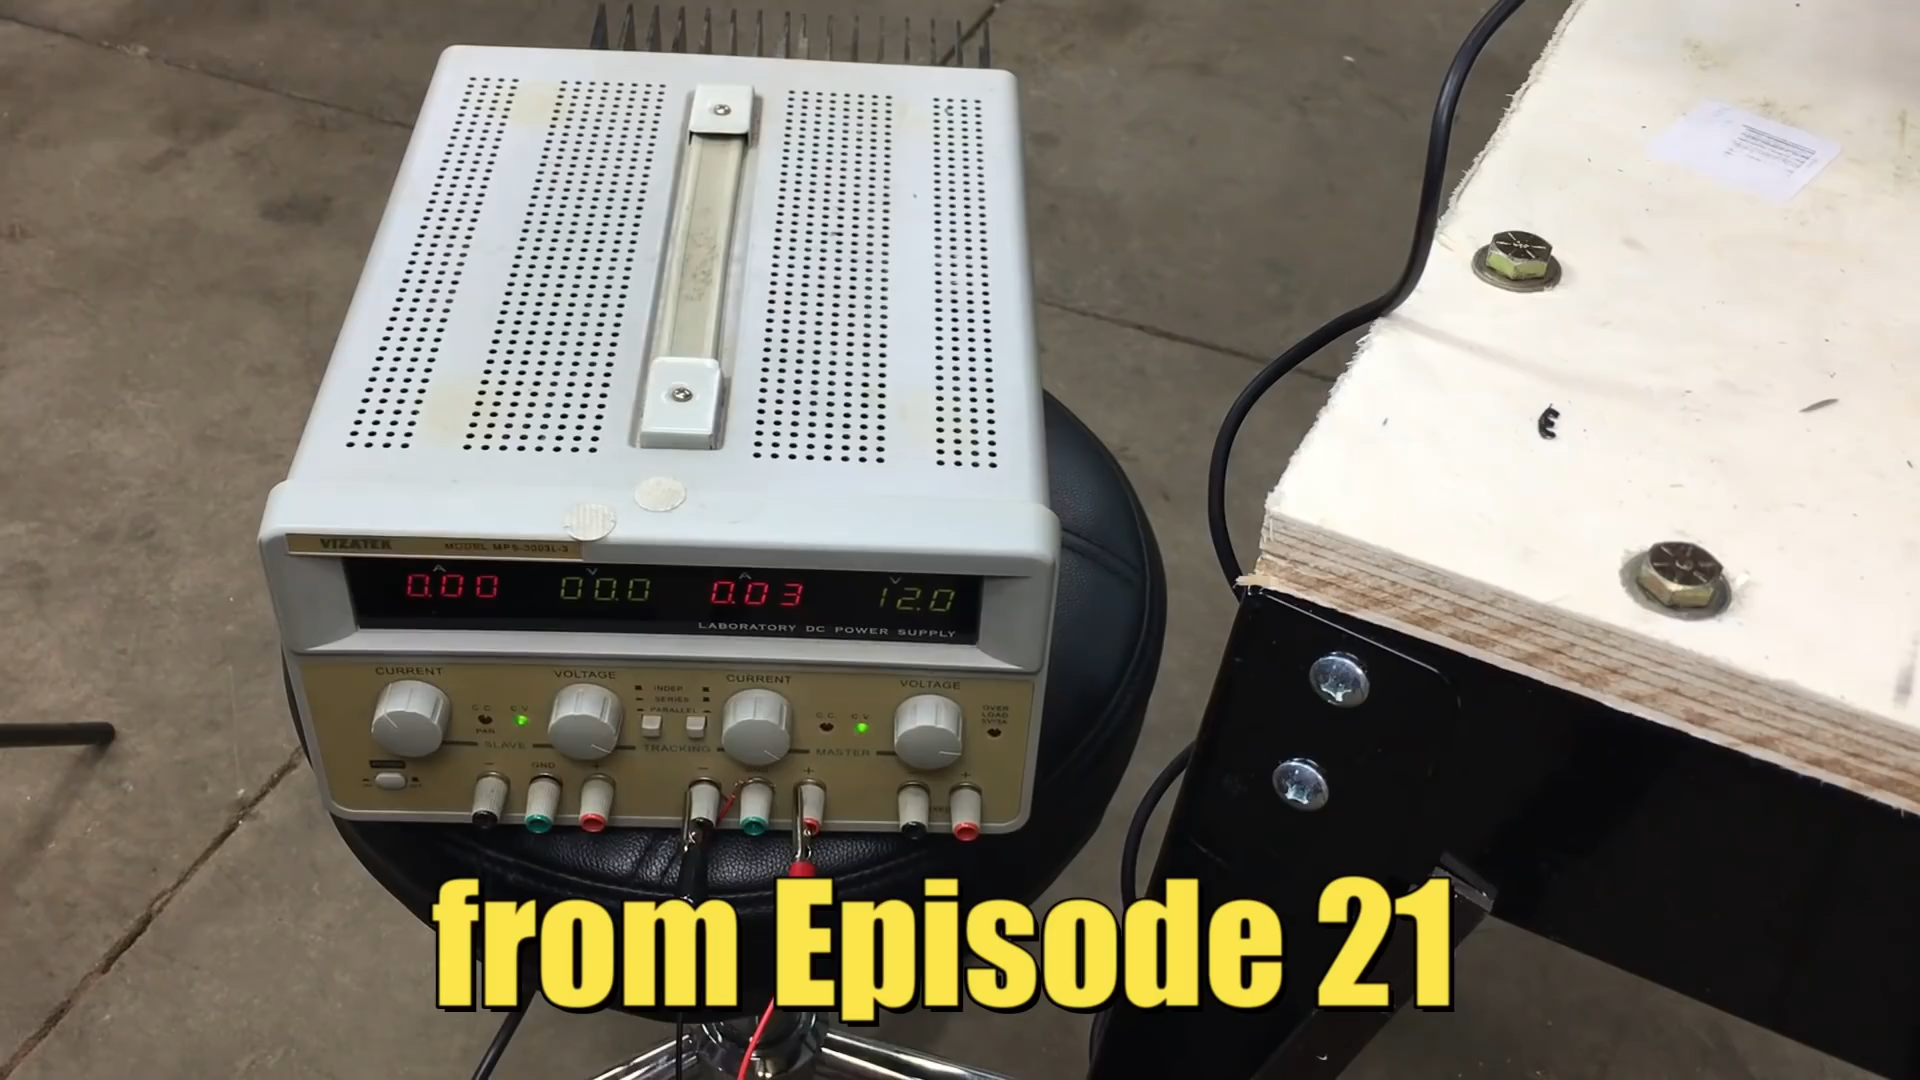 VIZATEK MODEL MPS-3003L-3
A V A V
0.00 00.0 0.03 12.0
LABORATORY DC POWER SUPPLY
CURRENT VOLTAGE CURRENT VOLTAGE
INDEP
SERIES
PARALLEL
C.C. C.V. C.C. C.V.
PAR
OVER
LOAD
SLAVE TRACKING MASTER
GND
E
from Episode 21